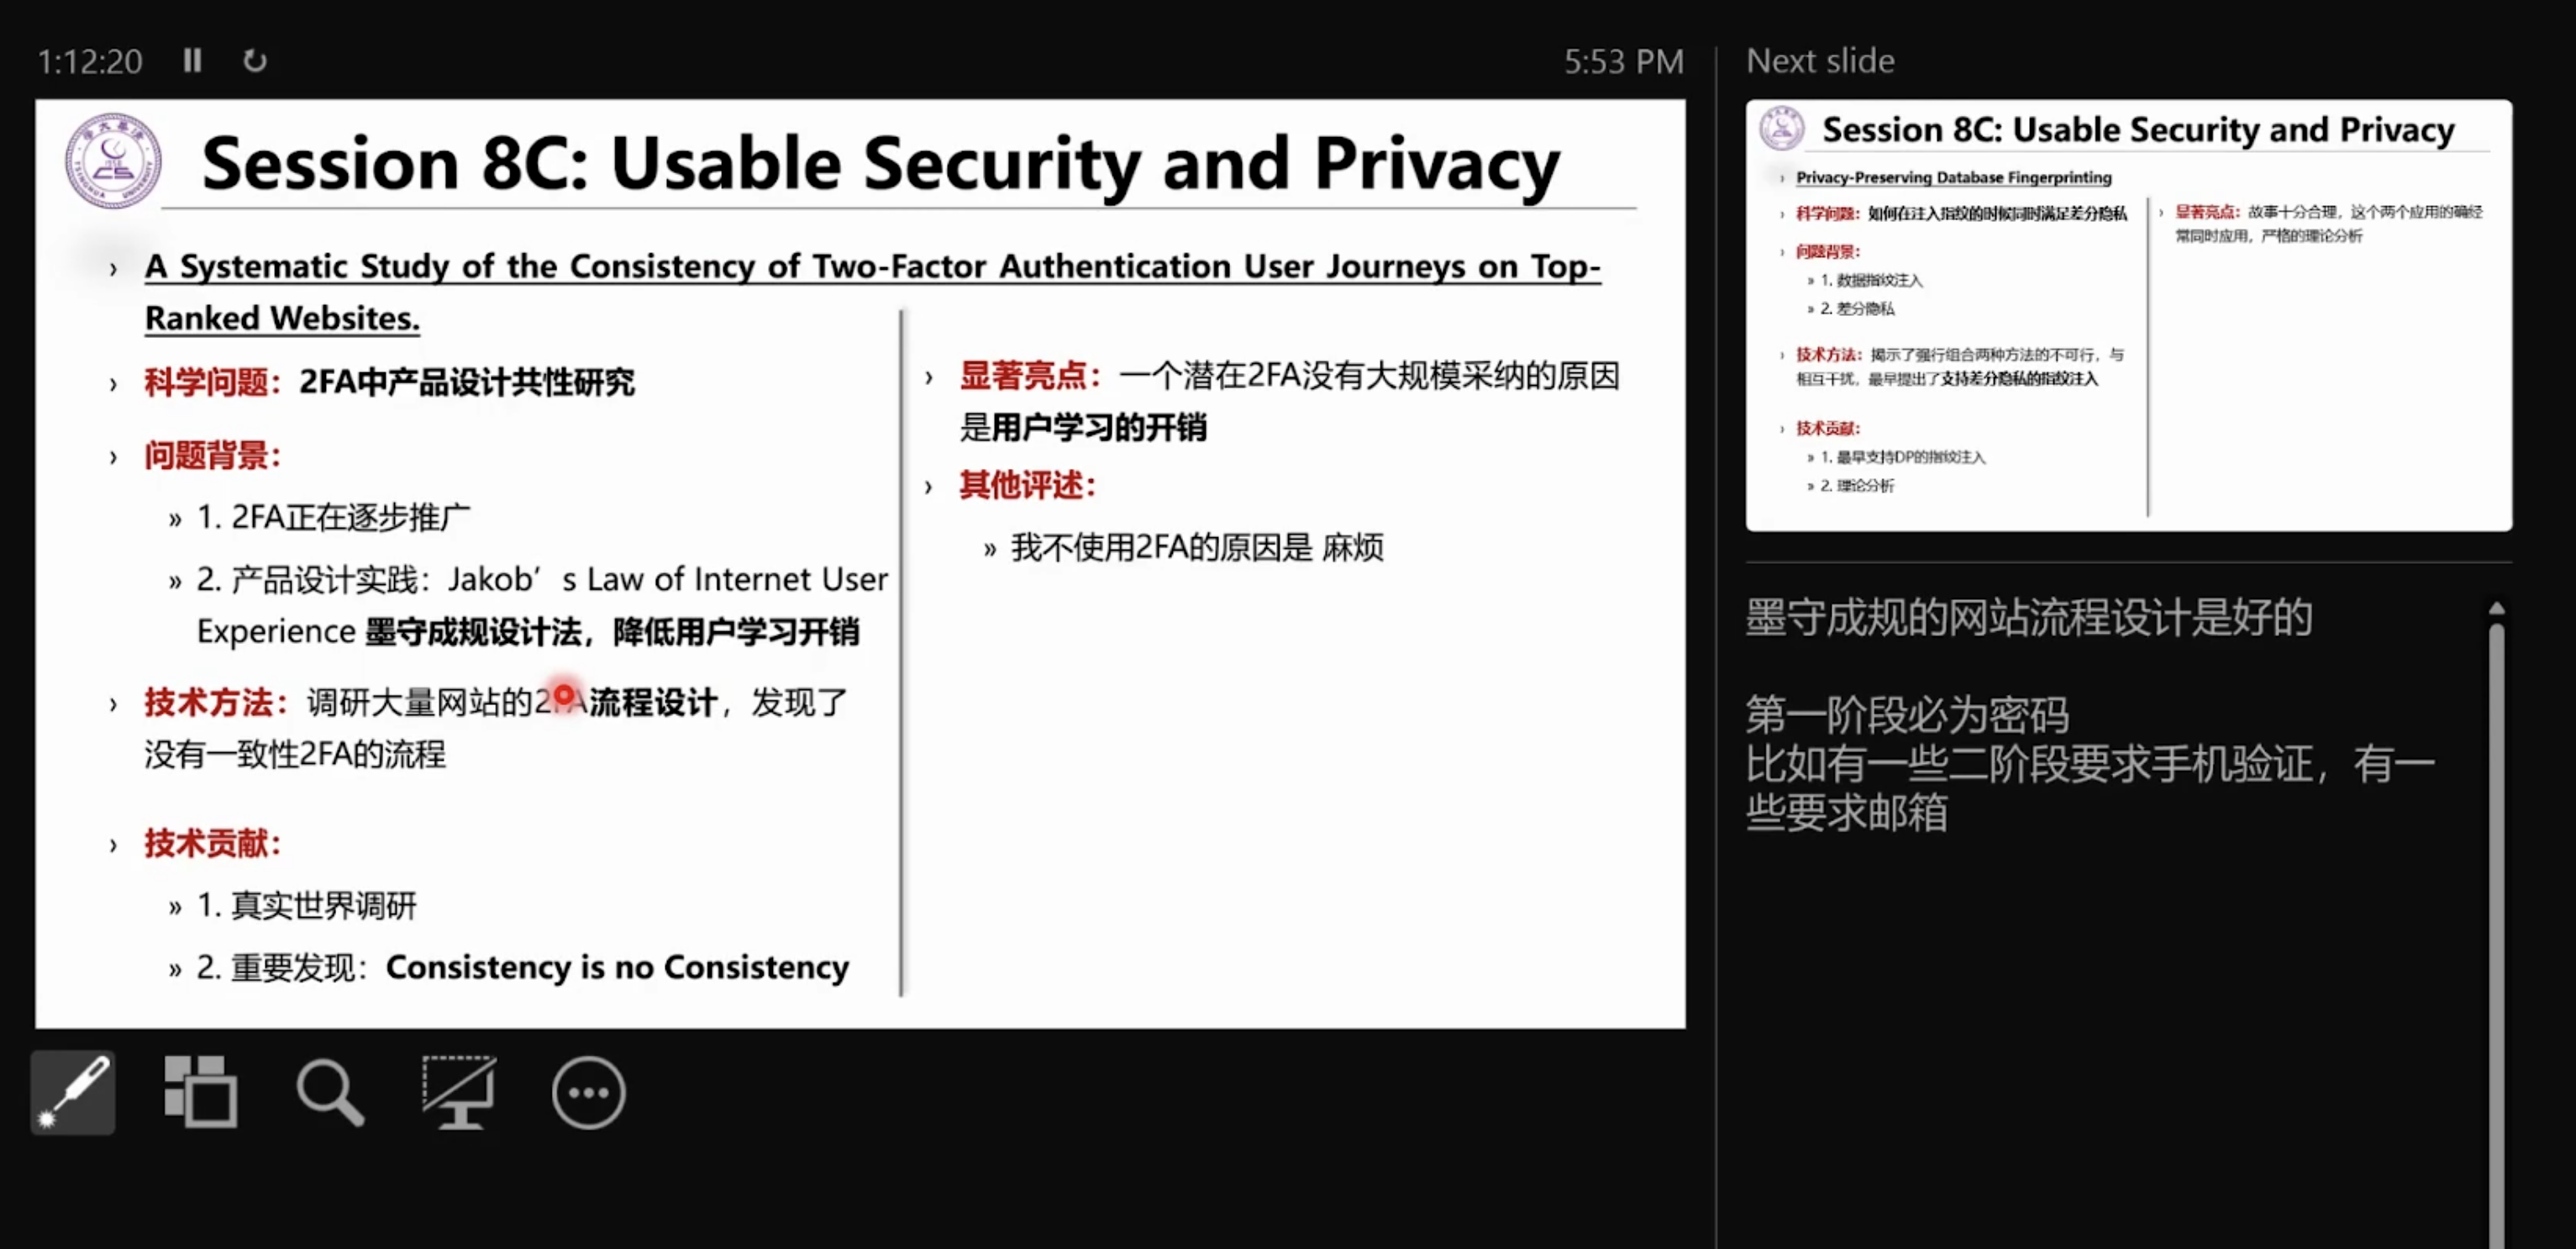 1:12:20
5:53 PM
Session 8C: Usable Security and Privacy
A Systematic Study of the Consistency of Two-Factor Authentication User Journeys on Top-
Ranked Websites.
科学问题：2FA中产品设计共性研究
问题背景：
» 1. 2FA正在逐步推广
» 2. 产品设计实践：Jakob’s Law of Internet User
Experience 墨守成规设计法，降低用户学习开销
技术方法：调研大量网站的2FA流程设计，发现了
没有一致性2FA的流程
技术贡献：
» 1. 真实世界调研
» 2. 重要发现：Consistency is no Consistency
显著亮点：一个潜在2FA没有大规模采纳的原因
是用户学习的开销
其他评述：
» 我不使用2FA的原因是 麻烦
Next slide
Session 8C: Usable Security and Privacy
Privacy-Preserving Database Fingerprinting
科学问题：如何在注入指纹的时候同时满足差分隐私
问题背景：
» 1. 数据指纹注入
» 2. 差分隐私
技术方法：揭示了强行组合两种方法的不可行，与
相互干扰，最早提出了支持差分隐私的指纹注入
技术贡献：
» 1. 最早支持DP的指纹注入
» 2. 理论分析
显著亮点：故事十分合理，这个两个应用的确经
常同时应用，严格的理论分析
墨守成规的网站流程设计是好的
第一阶段必为密码
比如有一些二阶段要求手机验证，有一
些要求邮箱